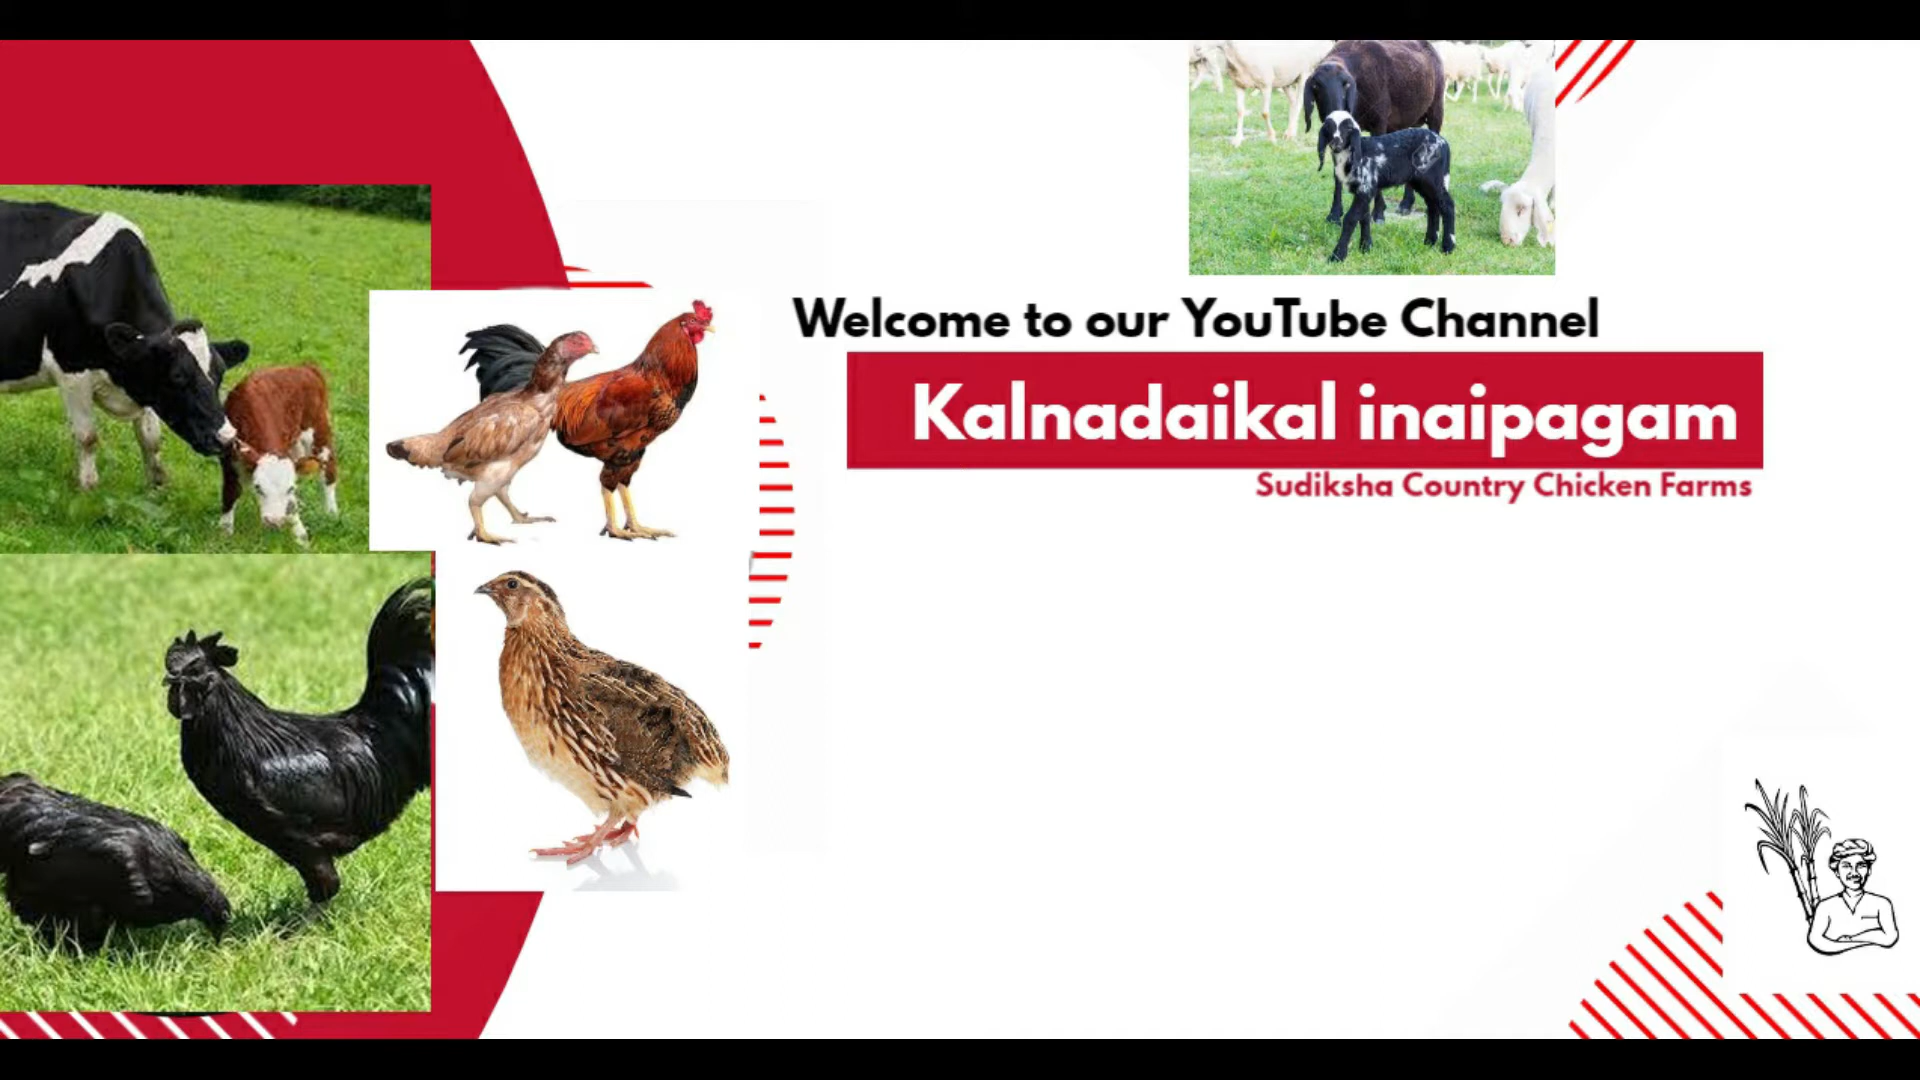 Welcome to our YouTube Channel
Kalnadaikal inaipagam
Sudiksha Country Chicken Farms